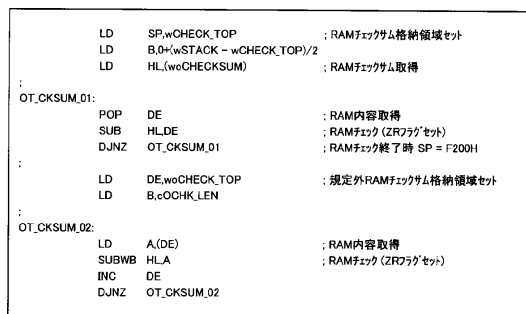 LD SP,wCHECK_TOP ; RAMチェックサム格納領域セット
LD B,0+(wSTACK − wCHECK_TOP)/2
LD HL,(woCHECKSUM) ; RAMチェックサム取得
;
OT_CKSUM_01:
POP DE ; RAM内容取得
SUB HL,DE ; RAMチェック (ZRフラグセット)
DJNZ OT_CKSUM_01 ; RAMチェック終了時 SP = F200H
;
LD DE,woCHECK_TOP ; 規定外RAMチェックサム格納領域セット
LD B,cOCHK_LEN
;
OT_CKSUM_02:
LD A,(DE) ; RAM内容取得
SUBWB HL,A ; RAMチェック (ZRフラグセット)
INC DE
DJNZ OT_CKSUM_02